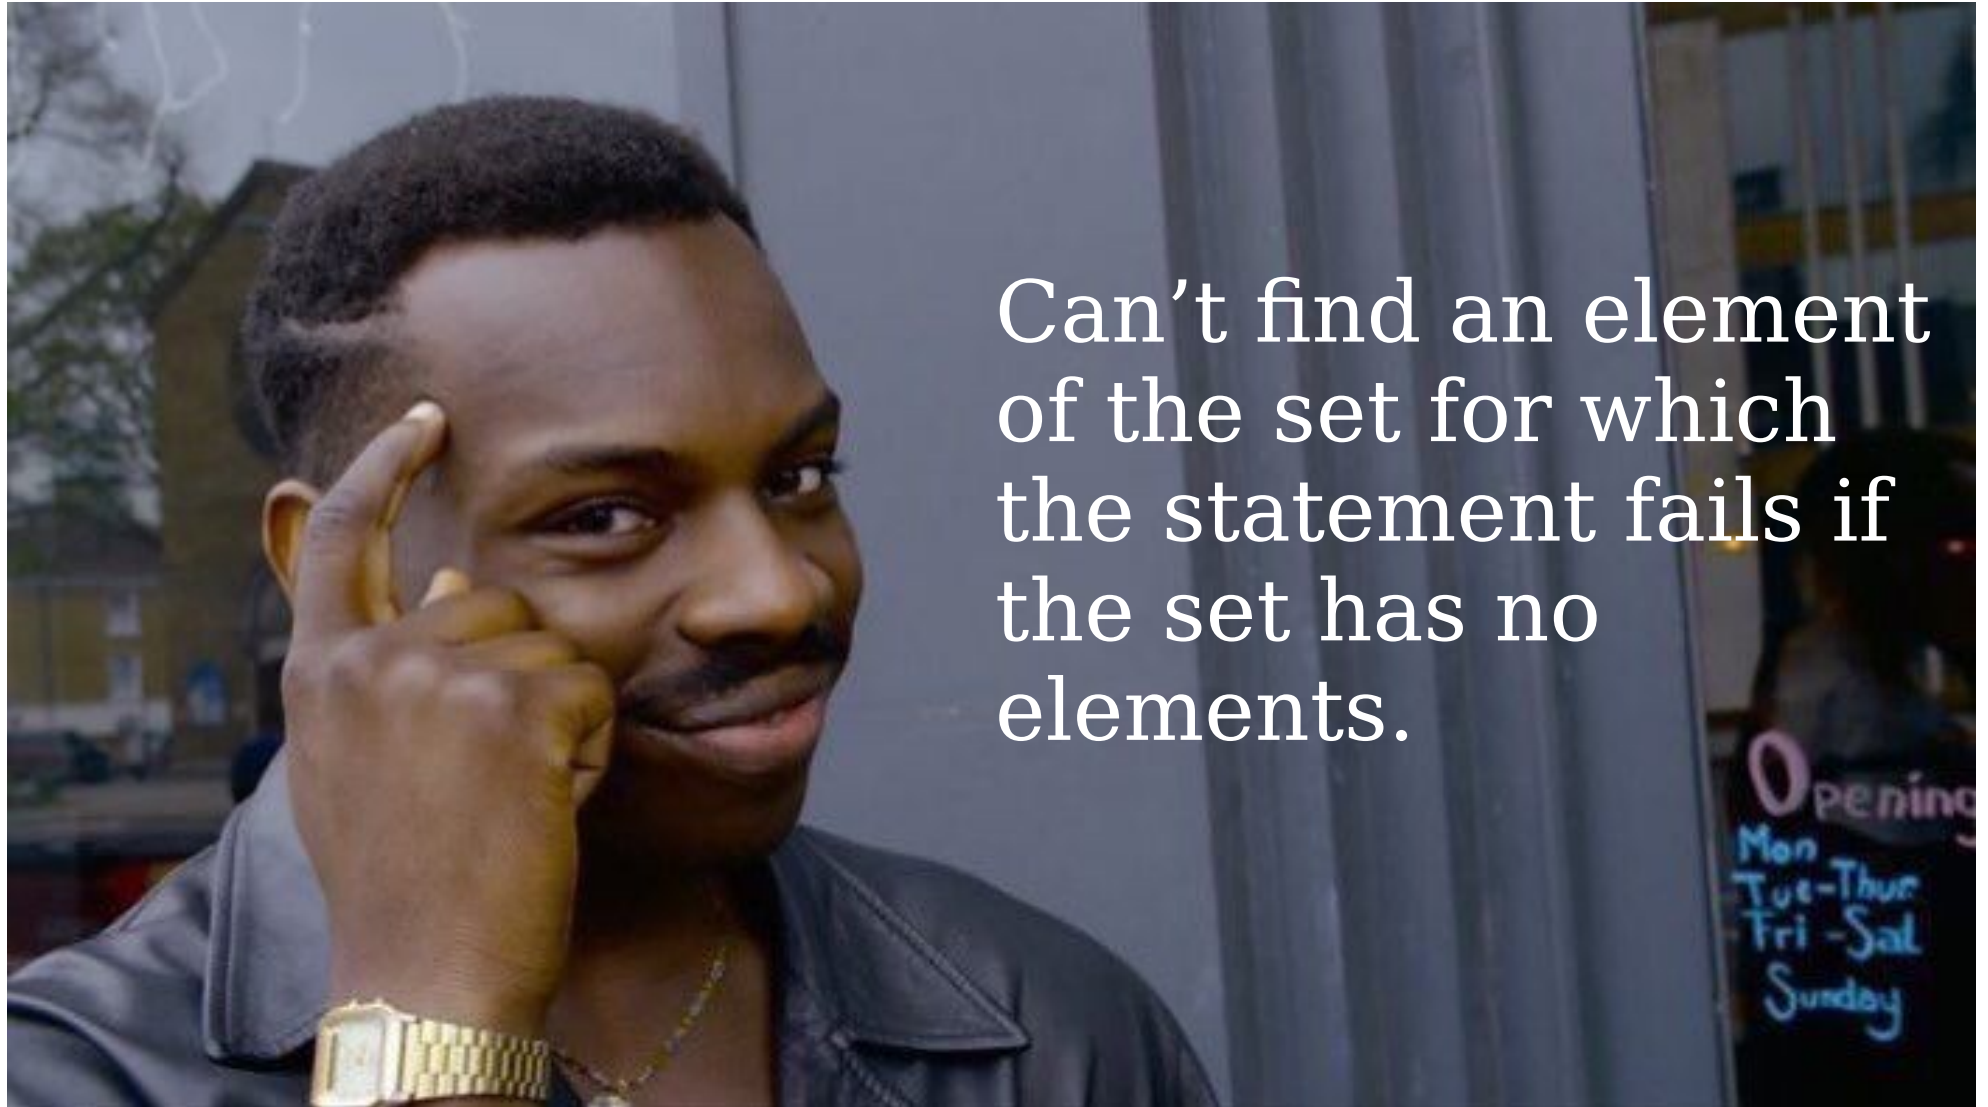 Can’t find an element
of the set for which
the statement fails if
the set has no
elements.
Opening
Mon
Tue-Thur
Fri -Sat
Sunday